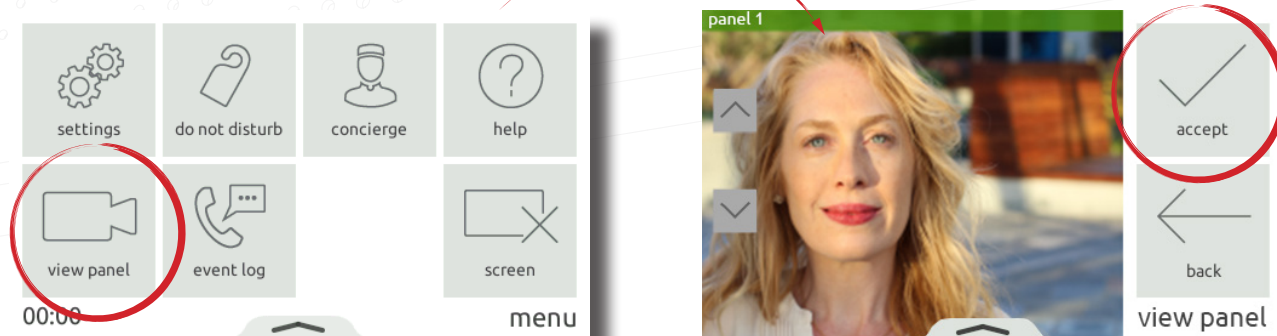 settings
do not disturb
concierge
help
view panel
event log
screen
00:00
menu
panel 1
accept
back
view panel